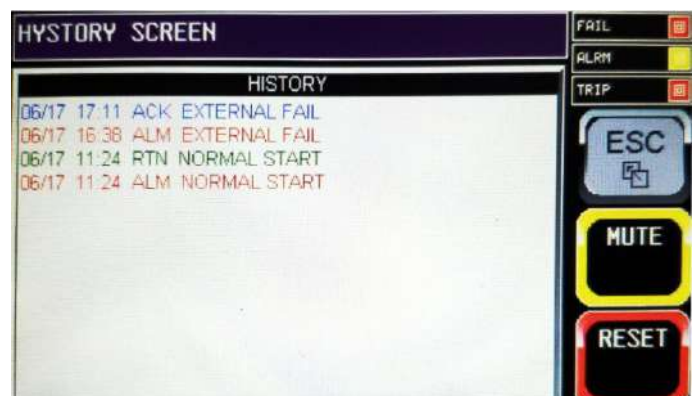 HYSTORY SCREEN
HISTORY
06/17 17:11 ACK EXTERNAL FAIL
06/17 16:38 ALM EXTERNAL FAIL
06/17 11:24 RTN NORMAL START
06/17 11:24 ALM NORMAL START
FAIL
ALRM
TRIP
ESC
MUTE
RESET